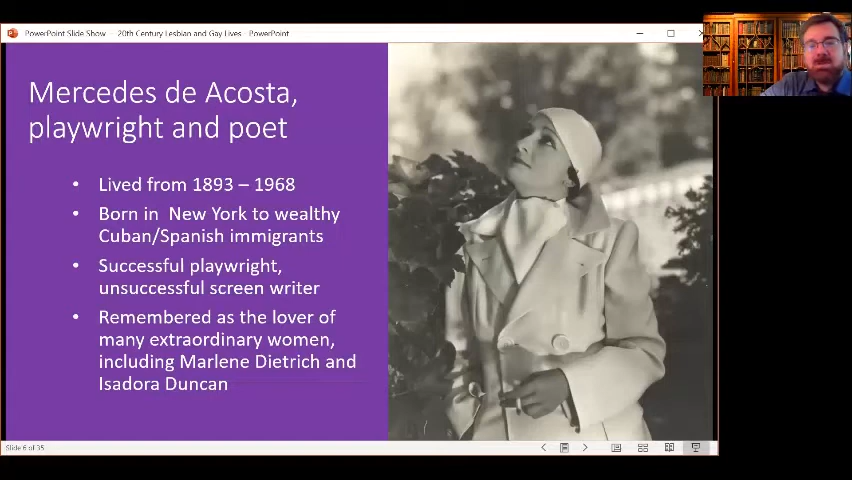 PowerPoint Slide Show — 20th Century Lesbian and Gay Lives - PowerPoint
Mercedes de Acosta,
playwright and poet
• Lived from 1893 – 1968
• Born in New York to wealthy
Cuban/Spanish immigrants
• Successful playwright,
unsuccessful screen writer
• Remembered as the lover of
many extraordinary women,
including Marlene Dietrich and
Isadora Duncan
Slide 6 of 35